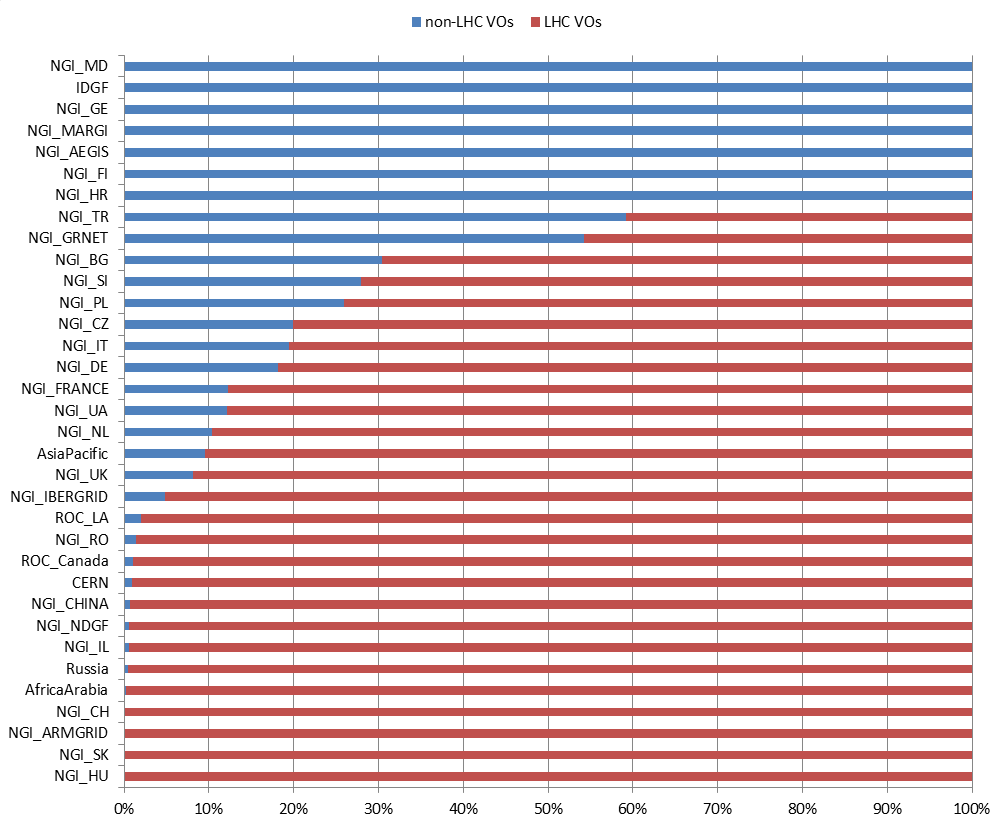 non-LHC VOs LHC VOs
NGI_MD
IDGF
NGI_GE
NGI_MARGI
NGI_AEGIS
NGI_FI
NGI_HR
NGI_TR
NGI_GRNET
NGI_BG
NGI_SI
NGI_PL
NGI_CZ
NGI_IT
NGI_DE
NGI_FRANCE
NGI_UA
NGI_NL
AsiaPacific
NGI_UK
NGI_IBERGRID
ROC_LA
NGI_RO
ROC_Canada
CERN
NGI_CHINA
NGI_NDGF
NGI_IL
Russia
AfricaArabia
NGI_CH
NGI_ARMGRID
NGI_SK
NGI_HU
0% 10% 20% 30% 40% 50% 60% 70% 80% 90% 100%